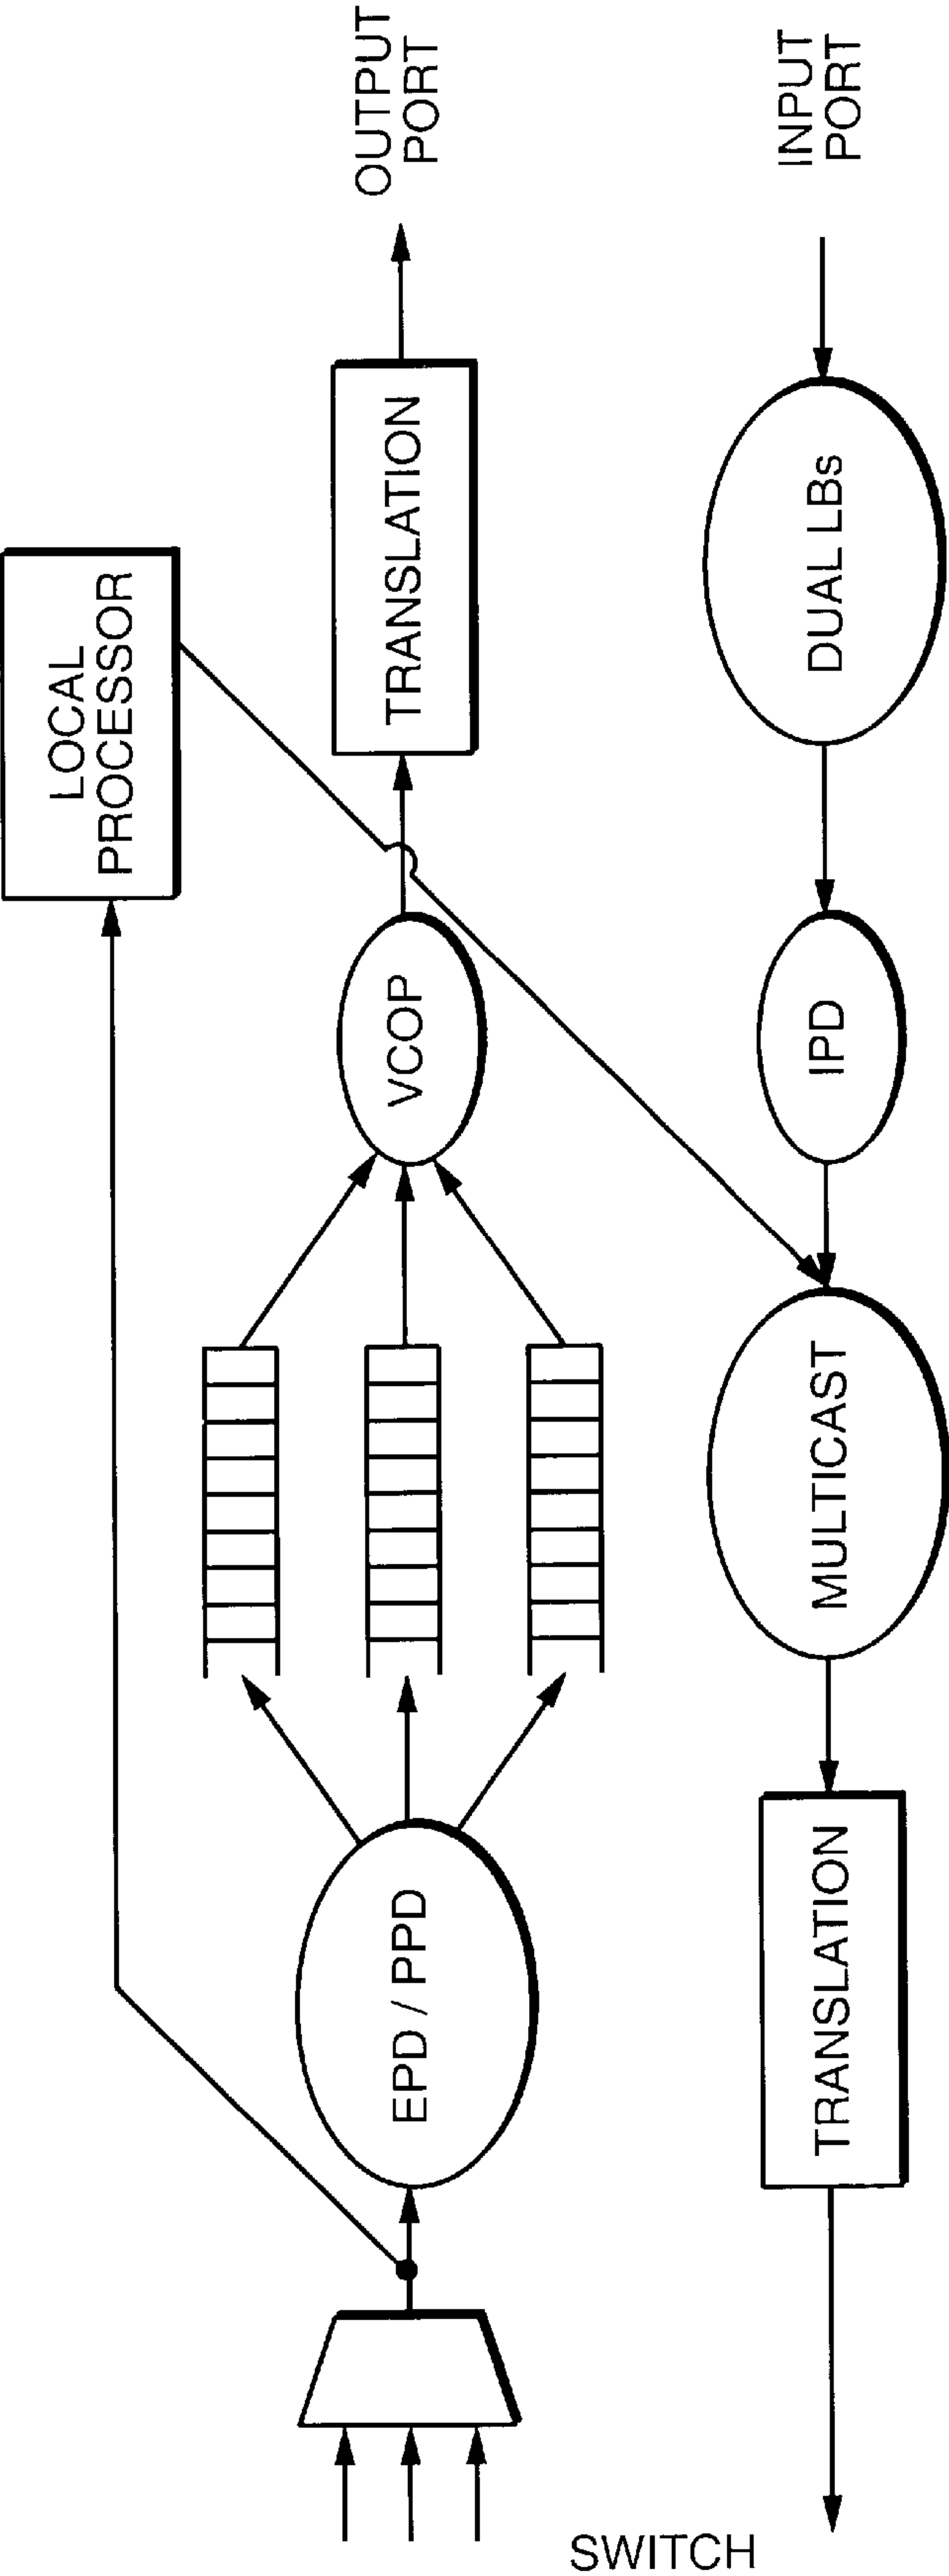 LOCAL
PROCESSOR
SWITCH
EPD / PPD
VCOP
TRANSLATION
OUTPUT
PORT
TRANSLATION
MULTICAST
IPD
DUAL LBs
INPUT
PORT